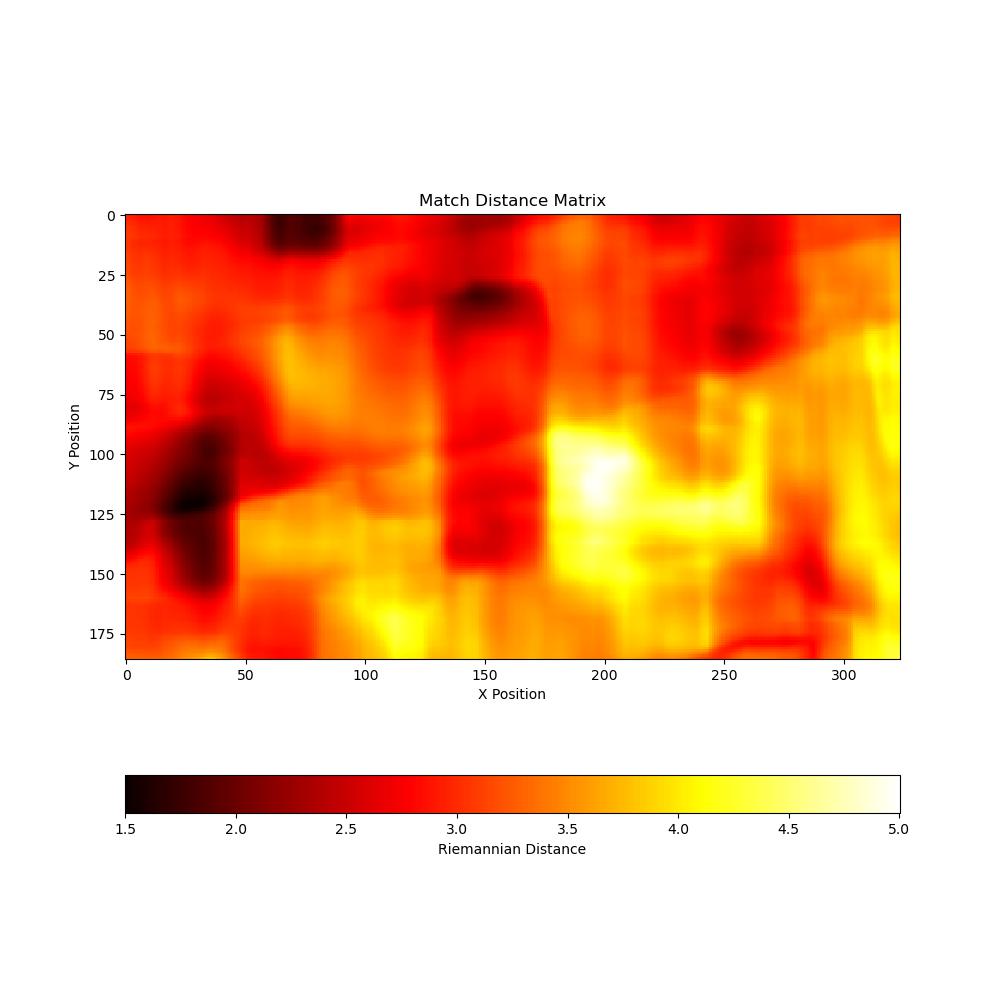 Match Distance Matrix
0
25
50
75
100
125
150
175
Y Position
0 50 100 150 200 250 300
X Position
1.5 2.0 2.5 3.0 3.5 4.0 4.5 5.0
Riemannian Distance